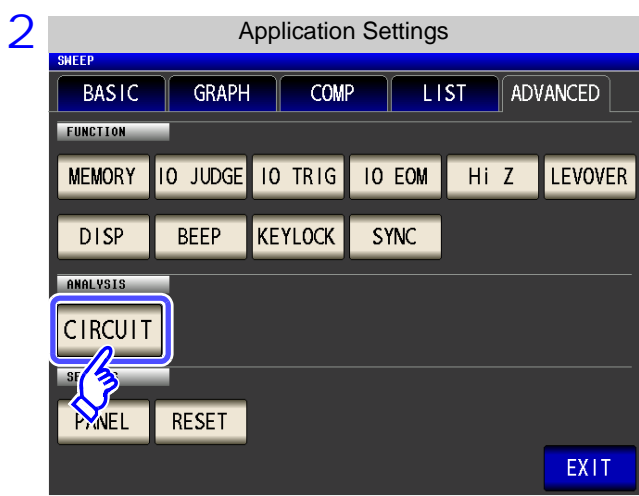 2
Application Settings
SWEEP
BASIC GRAPH COMP LIST ADVANCED
FUNCTION
MEMORY IO JUDGE IO TRIG IO EOM Hi Z LEVOVER
DISP BEEP KEYLOCK SYNC
ANALYSIS
CIRCUIT
PANEL RESET
EXIT